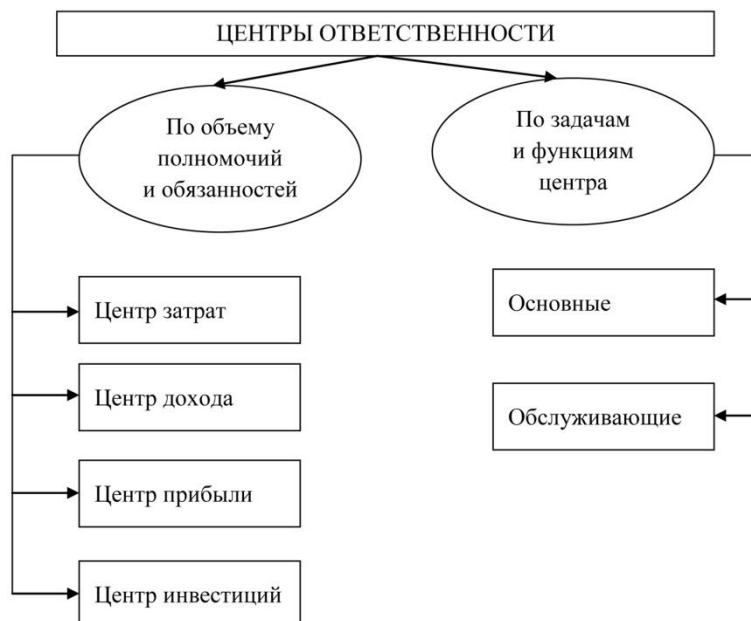 ЦЕНТРЫ ОТВЕТСТВЕННОСТИ
По объему
полномочий
и обязанностей
По задачам
и функциям
центра
Центр затрат
Центр дохода
Центр прибыли
Центр инвестиций
Основные
Обслуживающие